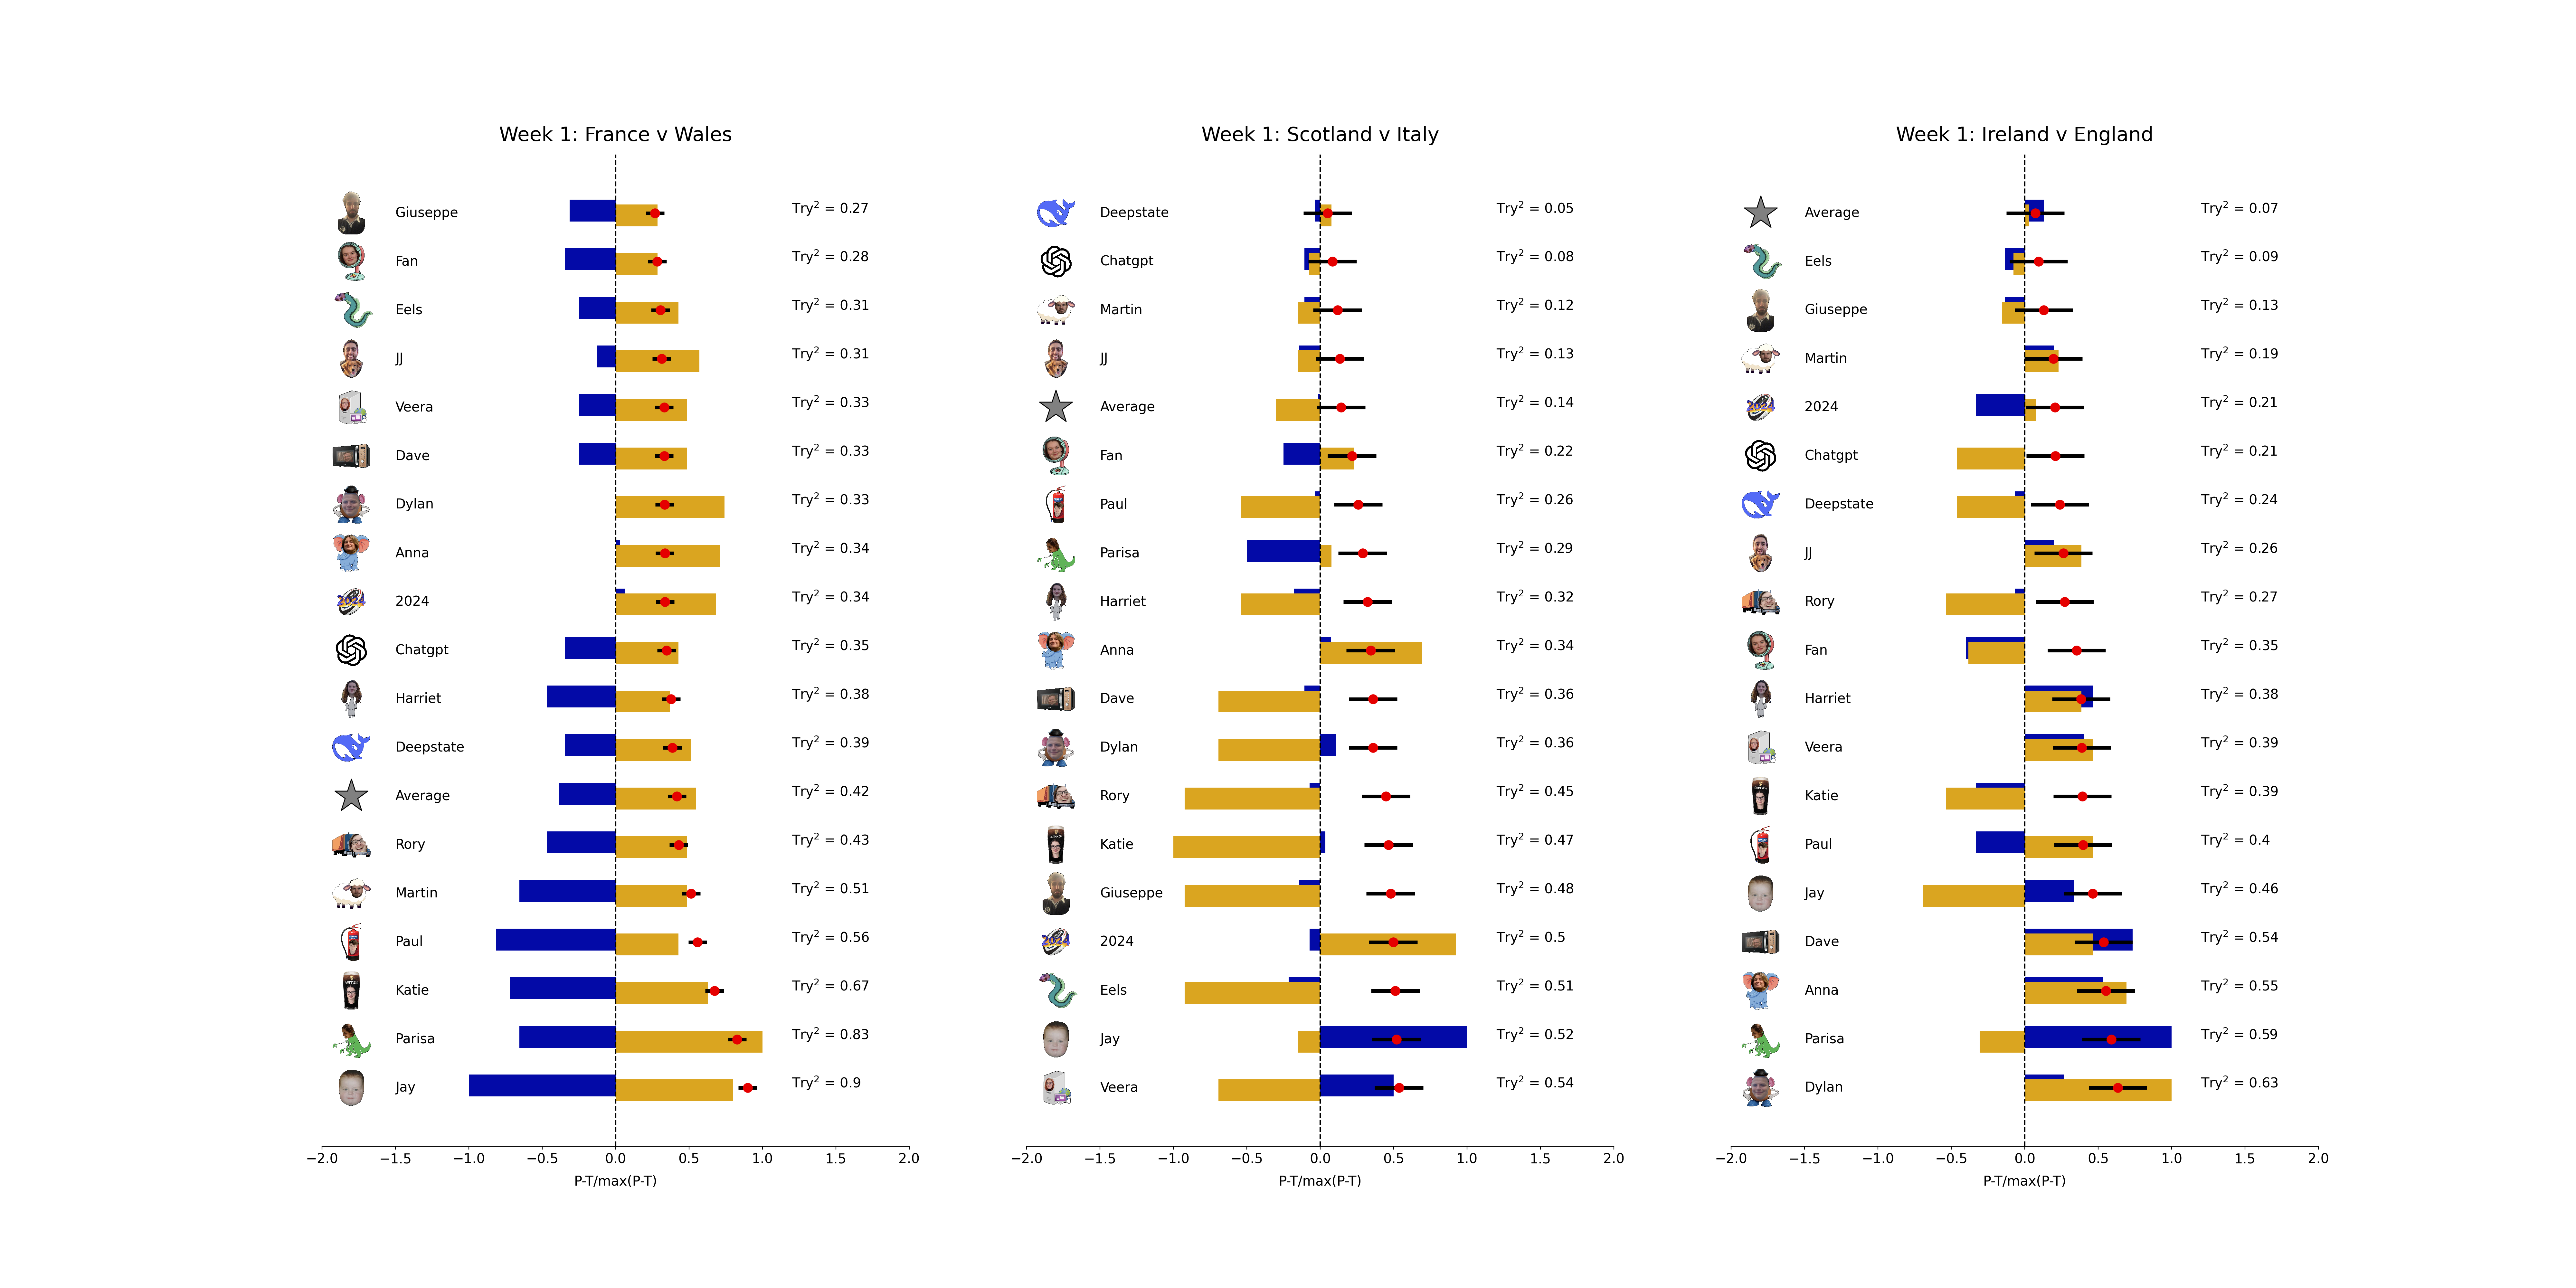 Week 1: France v Wales
Giuseppe Try² = 0.27
Fan Try² = 0.28
Eels Try² = 0.31
JJ Try² = 0.31
Veera Try² = 0.33
Dave Try² = 0.33
Dylan Try² = 0.33
Anna Try² = 0.34
2024 2024 Try² = 0.34
Chatgpt Try² = 0.35
Harriet Try² = 0.38
Deepstate Try² = 0.39
Average Try² = 0.42
Rory Try² = 0.43
Martin Try² = 0.51
Paul Try² = 0.56
Katie Try² = 0.67
Parisa Try² = 0.83
Jay Try² = 0.9
−2.0 −1.5 −1.0 −0.5 0.0 0.5 1.0 1.5 2.0
P-T/max(P-T)
Week 1: Scotland v Italy
Deepstate Try² = 0.05
Chatgpt Try² = 0.08
Martin Try² = 0.12
JJ Try² = 0.13
Average Try² = 0.14
Fan Try² = 0.22
Paul Try² = 0.26
Parisa Try² = 0.29
Harriet Try² = 0.32
Anna Try² = 0.34
Dave Try² = 0.36
Dylan Try² = 0.36
Rory Try² = 0.45
Katie Try² = 0.47
Giuseppe Try² = 0.48
2024 2024 Try² = 0.5
Eels Try² = 0.51
Jay Try² = 0.52
Veera Try² = 0.54
−2.0 −1.5 −1.0 −0.5 0.0 0.5 1.0 1.5 2.0
P-T/max(P-T)
Week 1: Ireland v England
Average Try² = 0.07
Eels Try² = 0.09
Giuseppe Try² = 0.13
Martin Try² = 0.19
2024 2024 Try² = 0.21
Chatgpt Try² = 0.21
Deepstate Try² = 0.24
JJ Try² = 0.26
Rory Try² = 0.27
Fan Try² = 0.35
Harriet Try² = 0.38
Veera Try² = 0.39
Katie Try² = 0.39
Paul Try² = 0.4
Jay Try² = 0.46
Dave Try² = 0.54
Anna Try² = 0.55
Parisa Try² = 0.59
Dylan Try² = 0.63
−2.0 −1.5 −1.0 −0.5 0.0 0.5 1.0 1.5 2.0
P-T/max(P-T)